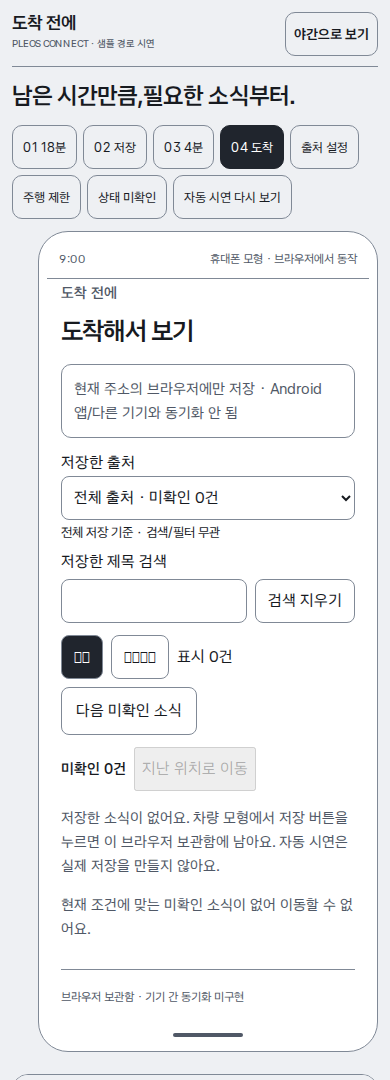 도착 전에
PLEOS CONNECT · 샘플 경로 시연
야간으로 보기
남은 시간만큼,필요한 소식부터.
01 18분
02 저장
03 4분
04 도착
출처 설정
주행 제한
상태 미확인
자동 시연 다시 보기
9:00
휴대폰 모형 · 브라우저에서 동작
도착 전에
도착해서 보기
현재 주소의 브라우저에만 저장 · Android
앱/다른 기기와 동기화 안 됨
저장한 출처
전체 출처 · 미확인 0건
전체 저장 기준 · 검색/필터 무관
저장한 제목 검색
검색 지우기
표시 0건
다음 미확인 소식
미확인 0건
지난 위치로 이동
저장한 소식이 없어요. 차량 모형에서 저장 버튼을
누르면 이 브라우저 보관함에 남아요. 자동 시연은
실제 저장을 만들지 않아요.
현재 조건에 맞는 미확인 소식이 없어 이동할 수 없
어요.
브라우저 보관함 · 기기 간 동기화 미구현